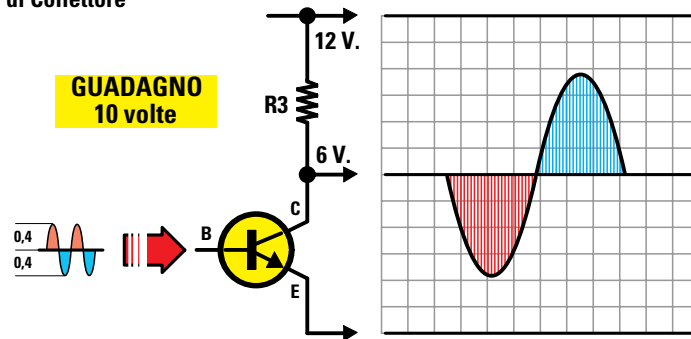 di Collettore
12 V.
GUADAGNO
10 volte
R3
6 V.
C
B
0,4
0,4
E